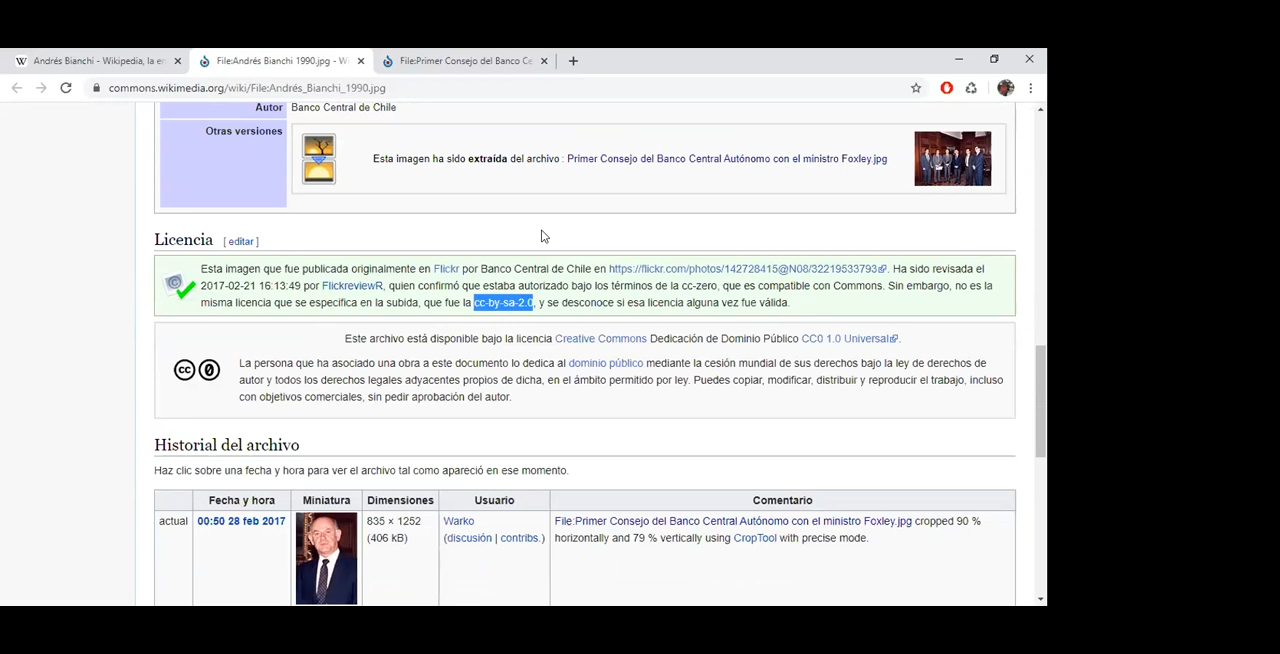 Andrés Bianchi - Wikipedia, la en
File:Andrés Bianchi 1990.jpg - W
File:Primer Consejo del Banco Ce
commons.wikimedia.org/wiki/File:Andrés_Bianchi_1990.jpg
Autor Banco Central de Chile
Otras versiones
Esta imagen ha sido extraída del archivo : Primer Consejo del Banco Central Autónomo con el ministro Foxley.jpg
Licencia [ editar ]
Esta imagen que fue publicada originalmente en Flickr por Banco Central de Chile en https://flickr.com/photos/142728415@N08/32219533793. Ha sido revisada el
2017-02-21 16:13:49 por FlickreviewR, quien confirmó que estaba autorizado bajo los términos de la cc-zero, que es compatible con Commons. Sin embargo, no es la
misma licencia que se especifica en la subida, que fue la cc-by-sa-2.0, y se desconoce si esa licencia alguna vez fue válida.
Este archivo está disponible bajo la licencia Creative Commons Dedicación de Dominio Público CC0 1.0 Universal.
La persona que ha asociado una obra a este documento lo dedica al dominio público mediante la cesión mundial de sus derechos bajo la ley de derechos de
autor y todos los derechos legales adyacentes propios de dicha, en el ámbito permitido por ley. Puedes copiar, modificar, distribuir y reproducir el trabajo, incluso
con objetivos comerciales, sin pedir aprobación del autor.
Historial del archivo
Haz clic sobre una fecha y hora para ver el archivo tal como apareció en ese momento.
Fecha y hora Miniatura Dimensiones Usuario Comentario
actual 00:50 28 feb 2017 835 × 1252 Warko File:Primer Consejo del Banco Central Autónomo con el ministro Foxley.jpg cropped 90 %
(406 kB) (discusión | contribs.) horizontally and 79 % vertically using CropTool with precise mode.